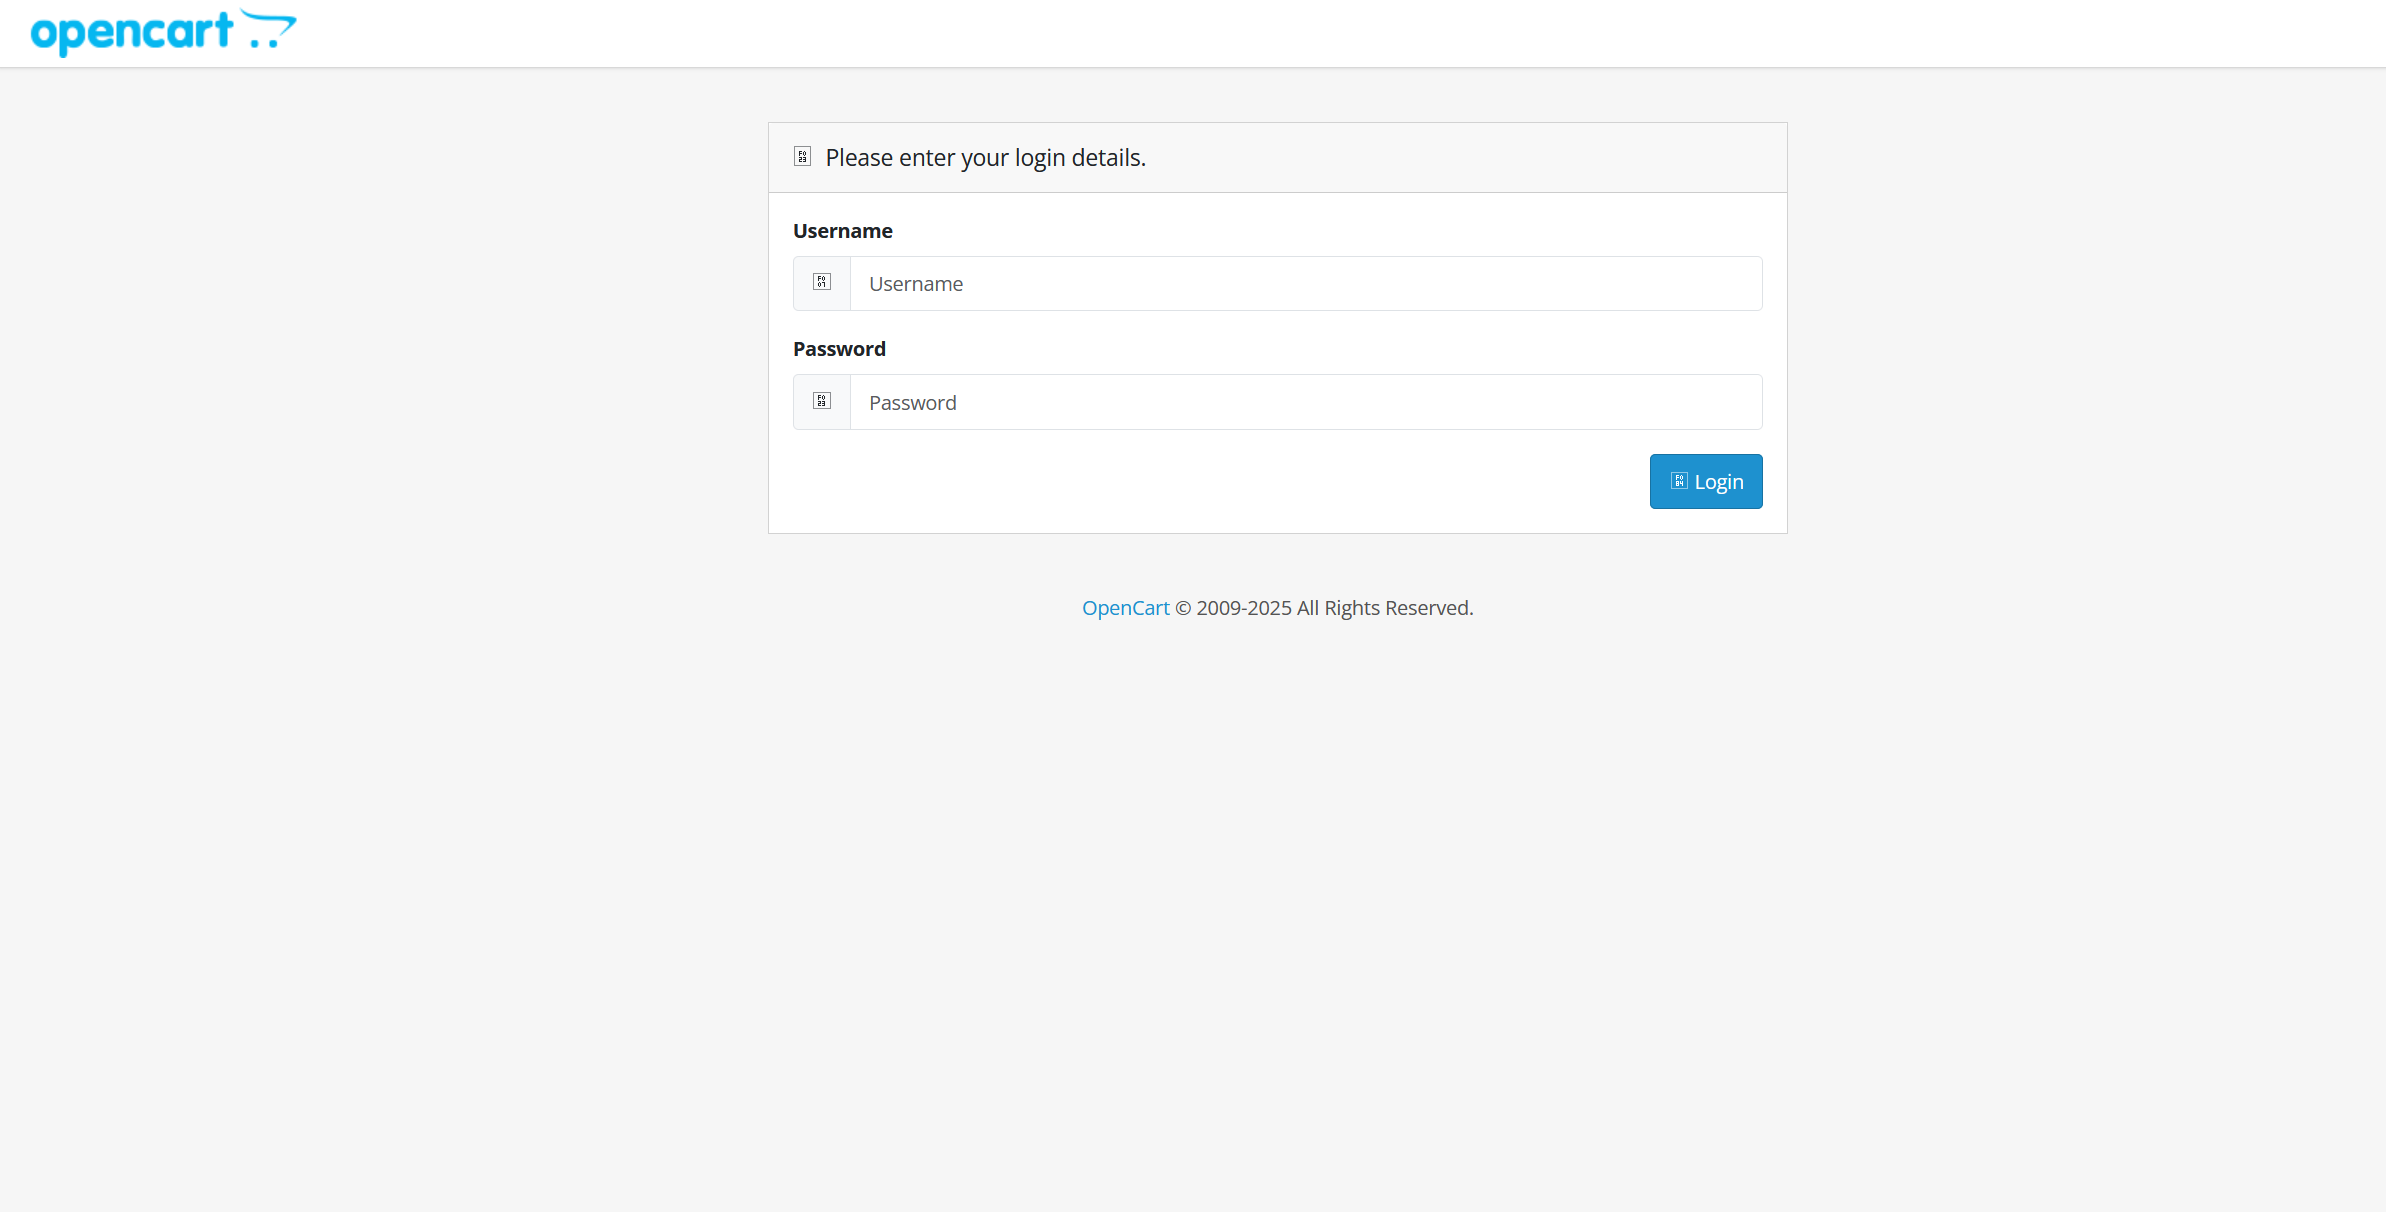 opencart
Please enter your login details.
Username
Username
Password
Password
Login
OpenCart © 2009-2025 All Rights Reserved.